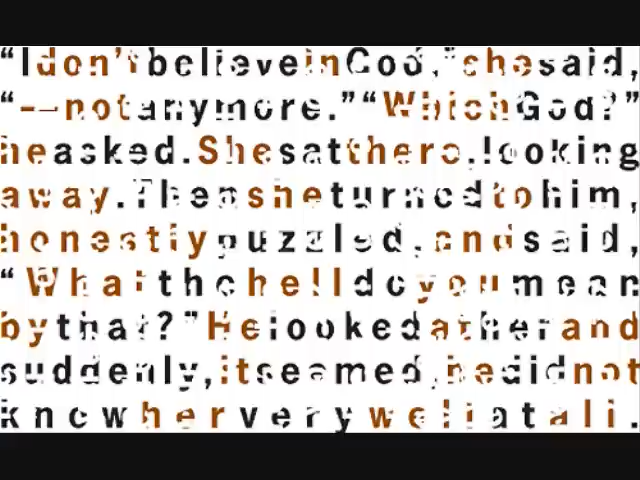 “I don’t believe in God,” she said,
“——not anymore.” “Which God?”
he asked. She sat there, looking
away. Then she turned to him,
honestly puzzled, and said,
“What the hell do you mean
by that?” He looked at her and
suddenly, it seemed, he did not
know her very well at all.